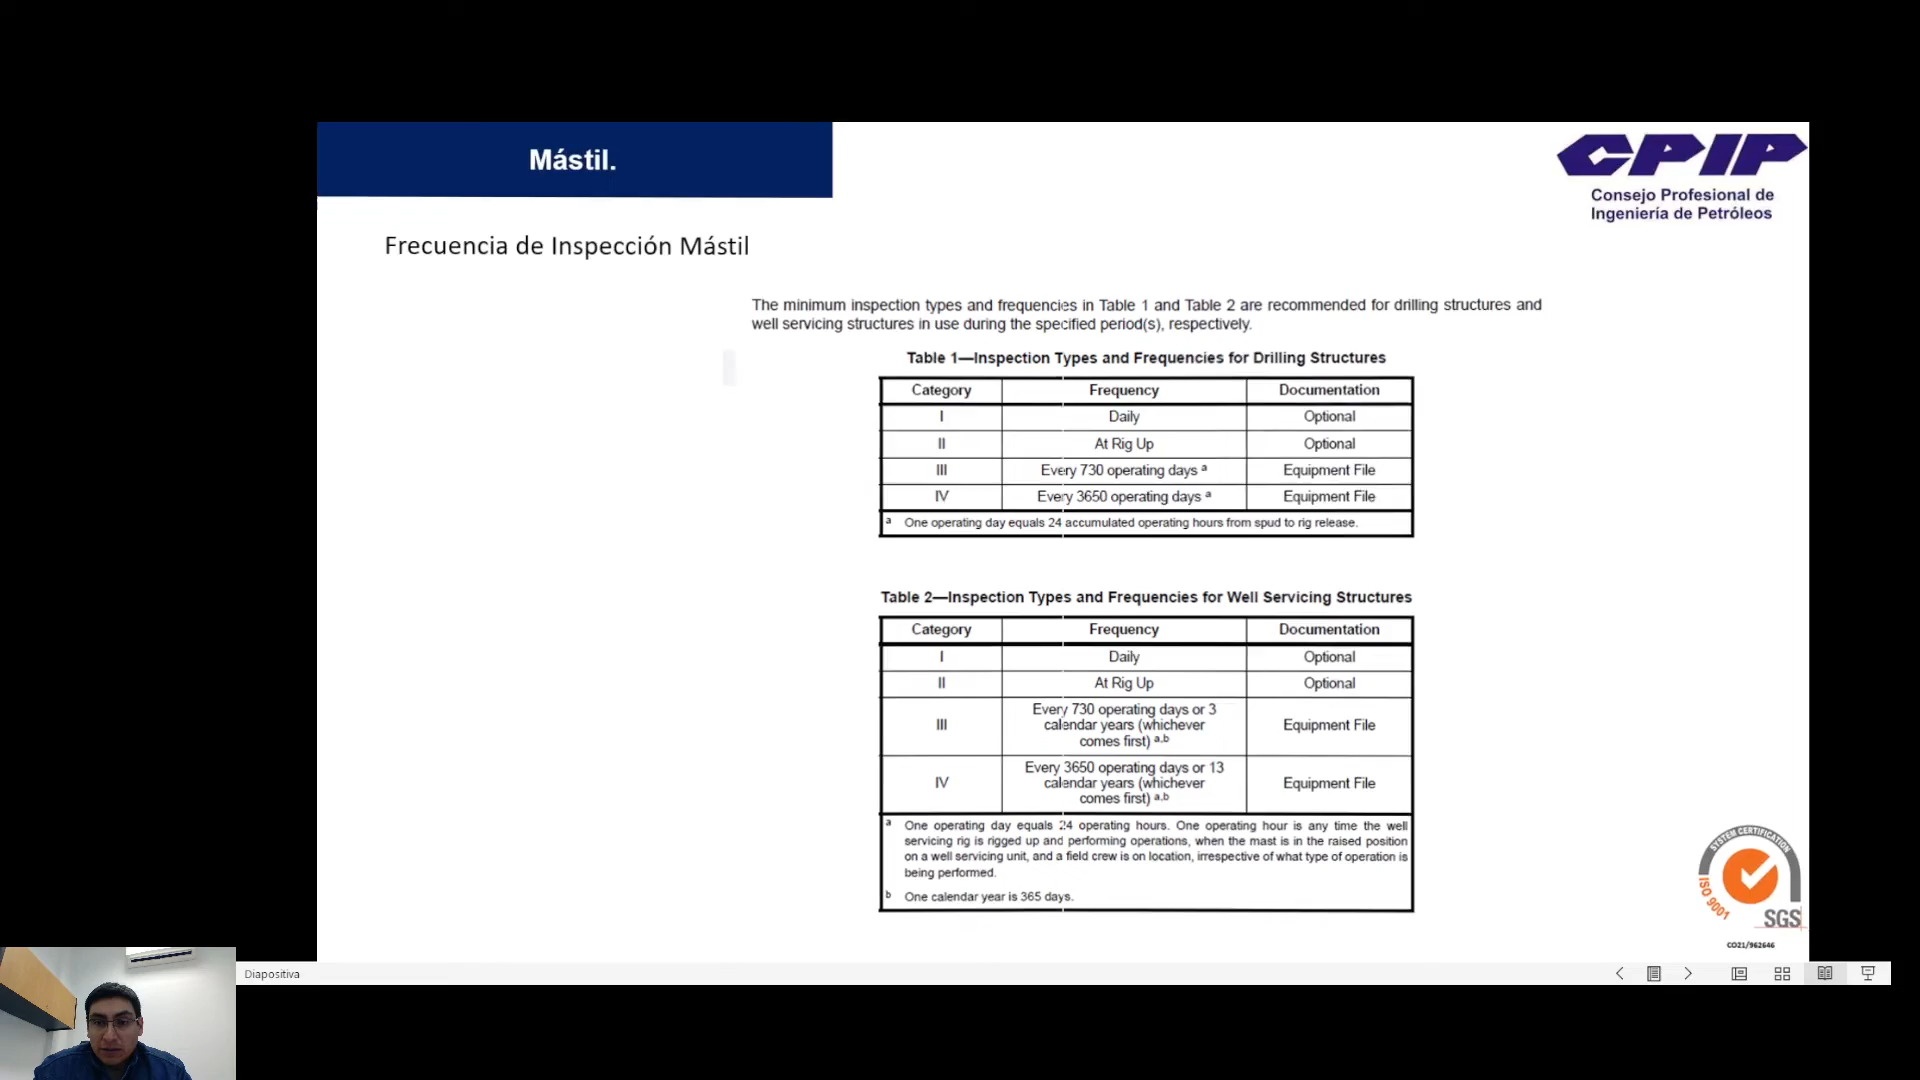 Mástil.
CPIP
Consejo Profesional de
Ingeniería de Petróleos
Frecuencia de Inspección Mástil
The minimum inspection types and frequencies in Table 1 and Table 2 are recommended for drilling structures and
well servicing structures in use during the specified period(s), respectively.
Table 1—Inspection Types and Frequencies for Drilling Structures
Category Frequency Documentation
I Daily Optional
II At Rig Up Optional
III Every 730 operating days a Equipment File
IV Every 3650 operating days a Equipment File
a One operating day equals 24 accumulated operating hours from spud to rig release.
Table 2—Inspection Types and Frequencies for Well Servicing Structures
Category Frequency Documentation
I Daily Optional
II At Rig Up Optional
III Every 730 operating days or 3
calendar years (whichever
comes first) a,b Equipment File
IV Every 3650 operating days or 13
calendar years (whichever
comes first) a,b Equipment File
a One operating day equals 24 operating hours. One operating hour is any time the well
servicing rig is rigged up and performing operations, when the mast is in the raised position
on a well servicing unit, and a field crew is on location, irrespective of what type of operation is
being performed.
b One calendar year is 365 days.
SYSTEM CERTIFICATION
ISO 9001
SGS
CO21/962646
Diapositiva